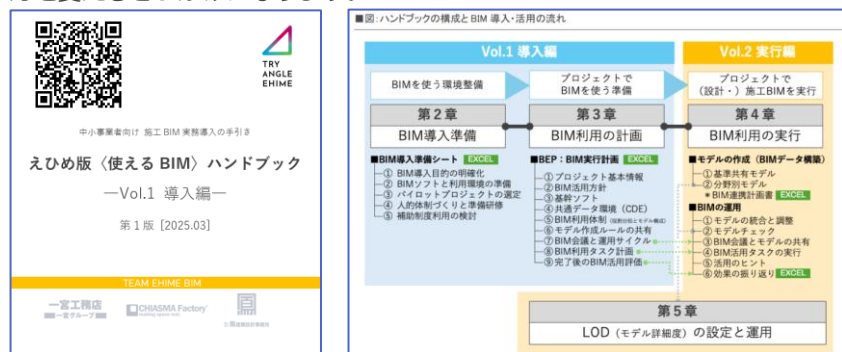 TRY
ANGLE
EHIME
中小事業者向け 施工BIM 実務導入の手引き
えひめ版〈使える BIM〉ハンドブック
―Vol.1 導入編―
第1版 [2025.03]
TEAM EHIME BIM
一宮工務店
一宮グループ
CHIASMA Factory
■図:ハンドブックの構成とBIM 導入・活用の流れ
Vol.1 導入編
Vol.2 実行編
BIMを使う環境整備
プロジェクトで
BIMを使う準備
プロジェクトで
(設計・)施工BIMを実行
第2章
BIM導入準備
第3章
BIM利用の計画
第4章
BIM利用の実行
■BIM導入準備シート EXCEL
① BIM導入目的の明確化
② BIMソフトと利用環境の準備
③ パイロットプロジェクトの選定
④ 人的体制づくりと準備研修
⑤ 補助制度利用の検討
■BEP:BIM実行計画 EXCEL
①プロジェクト基本情報
②BIM活用方針
③基幹ソフト
④共通データ環境(CDE)
⑤BIM利用体制
⑥モデル作成ルールの共有
⑦BIM会議と運用サイクル
⑧BIM利用タスク計画
⑨完了後のBIM活用評価
■モデルの作成(BIMデータ構築)
①基準共有モデル
②分野別モデル
*BIM連携計画書 EXCEL
■BIMの運用
①モデルの統合と調整
②モデルチェック
③BIM会議とモデルの共有
④BIM活用タスクの実行
⑤活用のヒント
⑥効果の振り返り EXCEL
第5章
LOD(モデル詳細度)の設定と運用